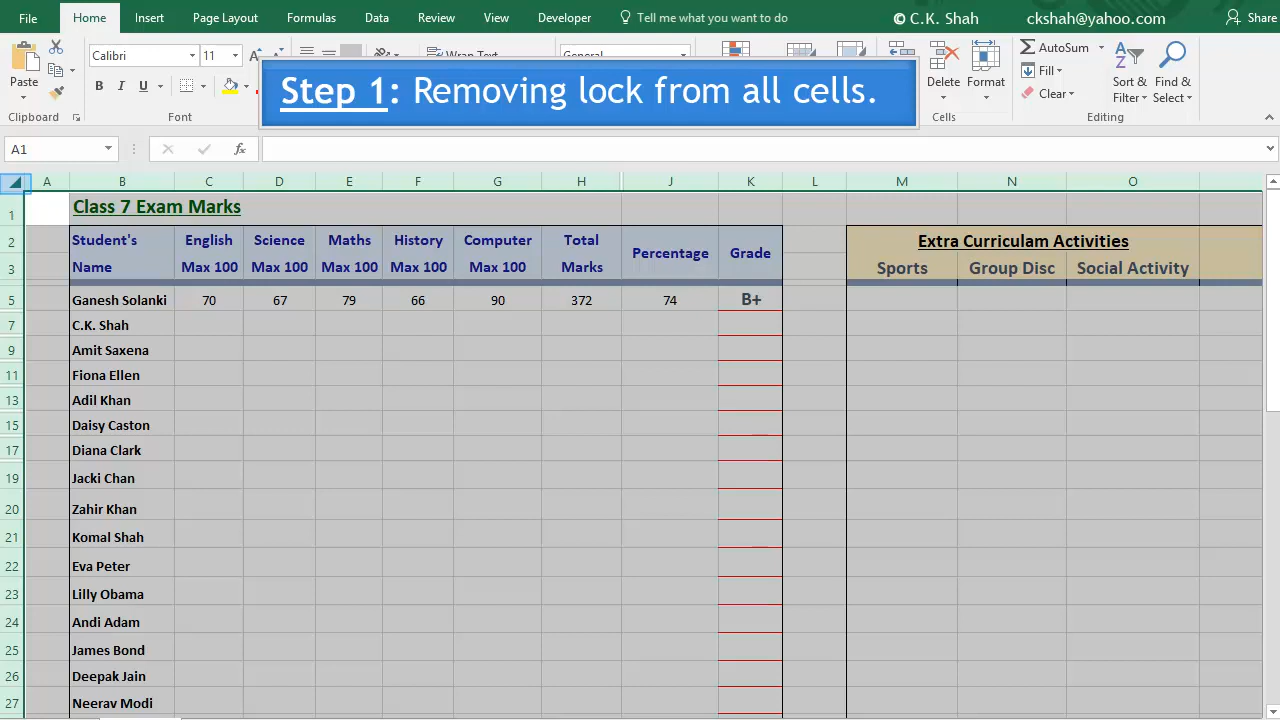 File Home Insert Page Layout Formulas Data Review View Developer Tell me what you want to do © C.K. Shah ckshah@yahoo.com Share
Calibri 11 Wrap Text General AutoSum
Paste B I U Delete Format Fill Sort & Find &
Clear Filter Select
Clipboard Font Cells Editing
Step 1: Removing lock from all cells.
A1 fx
A B C D E F G H J K L M N O
1 Class 7 Exam Marks
2 Student's English Science Maths History Computer Total Percentage Grade Extra Curriculam Activities
3 Name Max 100 Max 100 Max 100 Max 100 Max 100 Marks Sports Group Disc Social Activity
5 Ganesh Solanki 70 67 79 66 90 372 74 B+
7 C.K. Shah
9 Amit Saxena
11 Fiona Ellen
13 Adil Khan
15 Daisy Caston
17 Diana Clark
19 Jacki Chan
20 Zahir Khan
21 Komal Shah
22 Eva Peter
23 Lilly Obama
24 Andi Adam
25 James Bond
26 Deepak Jain
27 Neerav Modi